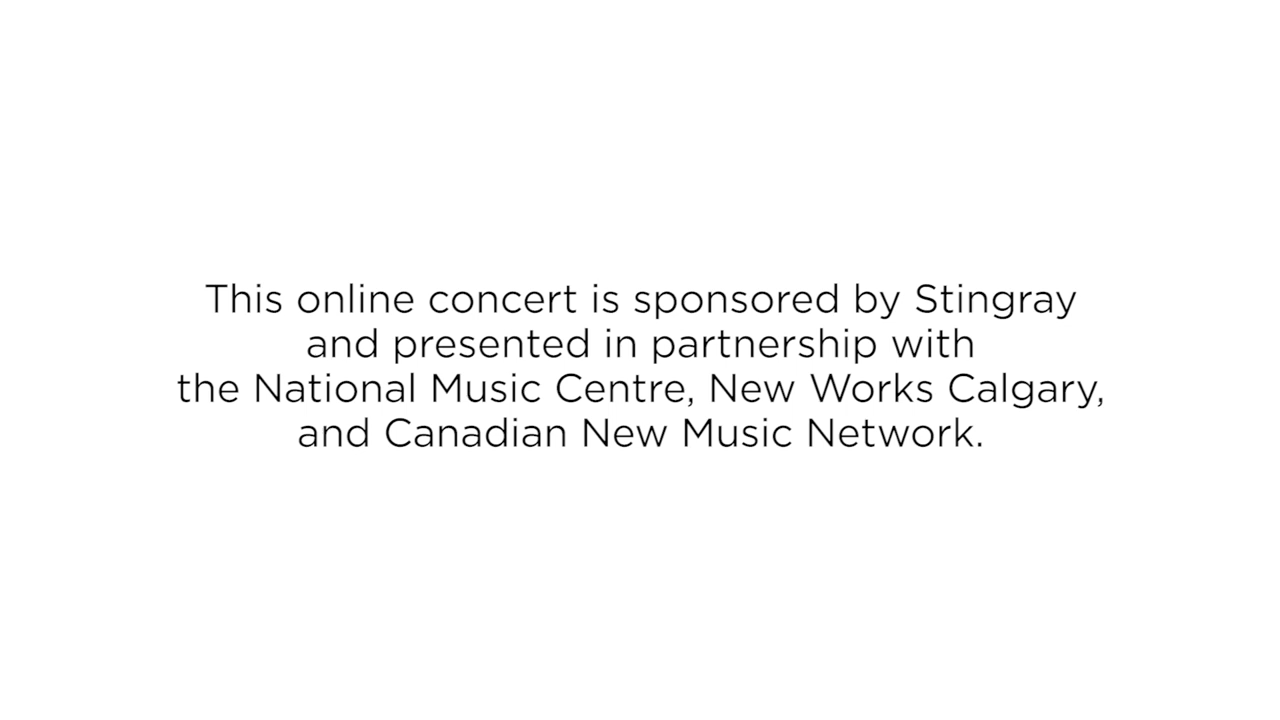 This online concert is sponsored by Stingray
and presented in partnership with
the National Music Centre, New Works Calgary,
and Canadian New Music Network.